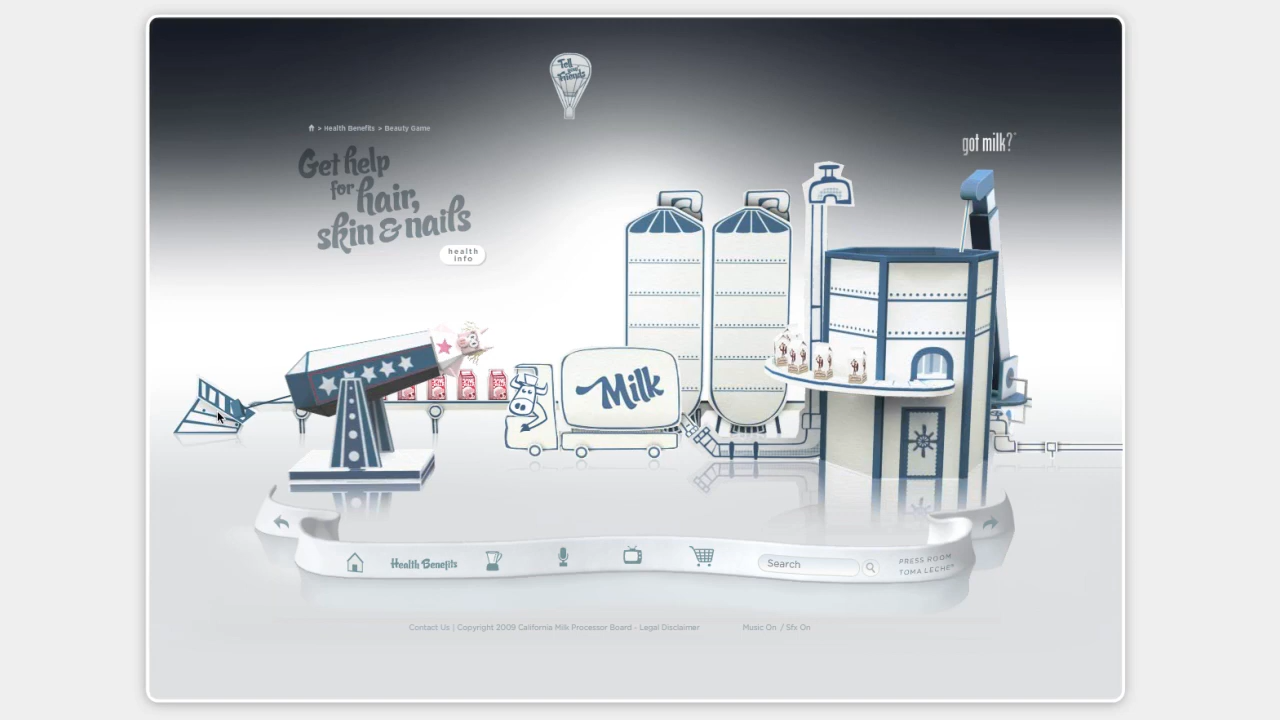 Tell
your
Friends
> Health Benefits > Beauty Game
got milk?
Get help
for hair,
skin & nails
health
info
Milk
Health Benefits
Search
PRESS ROOM
TOMA LECHE
Contact Us | Copyright 2009 California Milk Processor Board - Legal Disclaimer
Music On / Sfx On